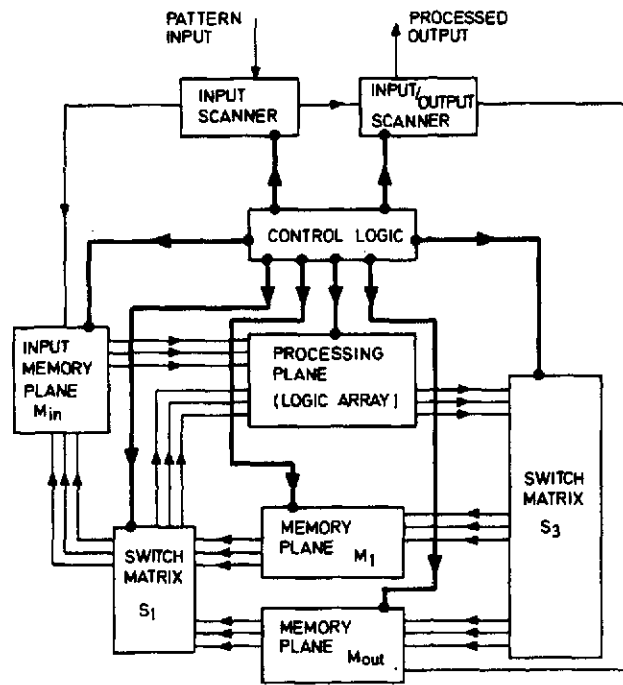 PATTERN
INPUT
PROCESSED
OUTPUT
INPUT
SCANNER
INPUT/OUTPUT
SCANNER
CONTROL LOGIC
INPUT
MEMORY
PLANE
Min
PROCESSING
PLANE
(LOGIC ARRAY)
SWITCH
MATRIX
S3
MEMORY
PLANE M1
SWITCH
MATRIX
S1
MEMORY
PLANE
Mout